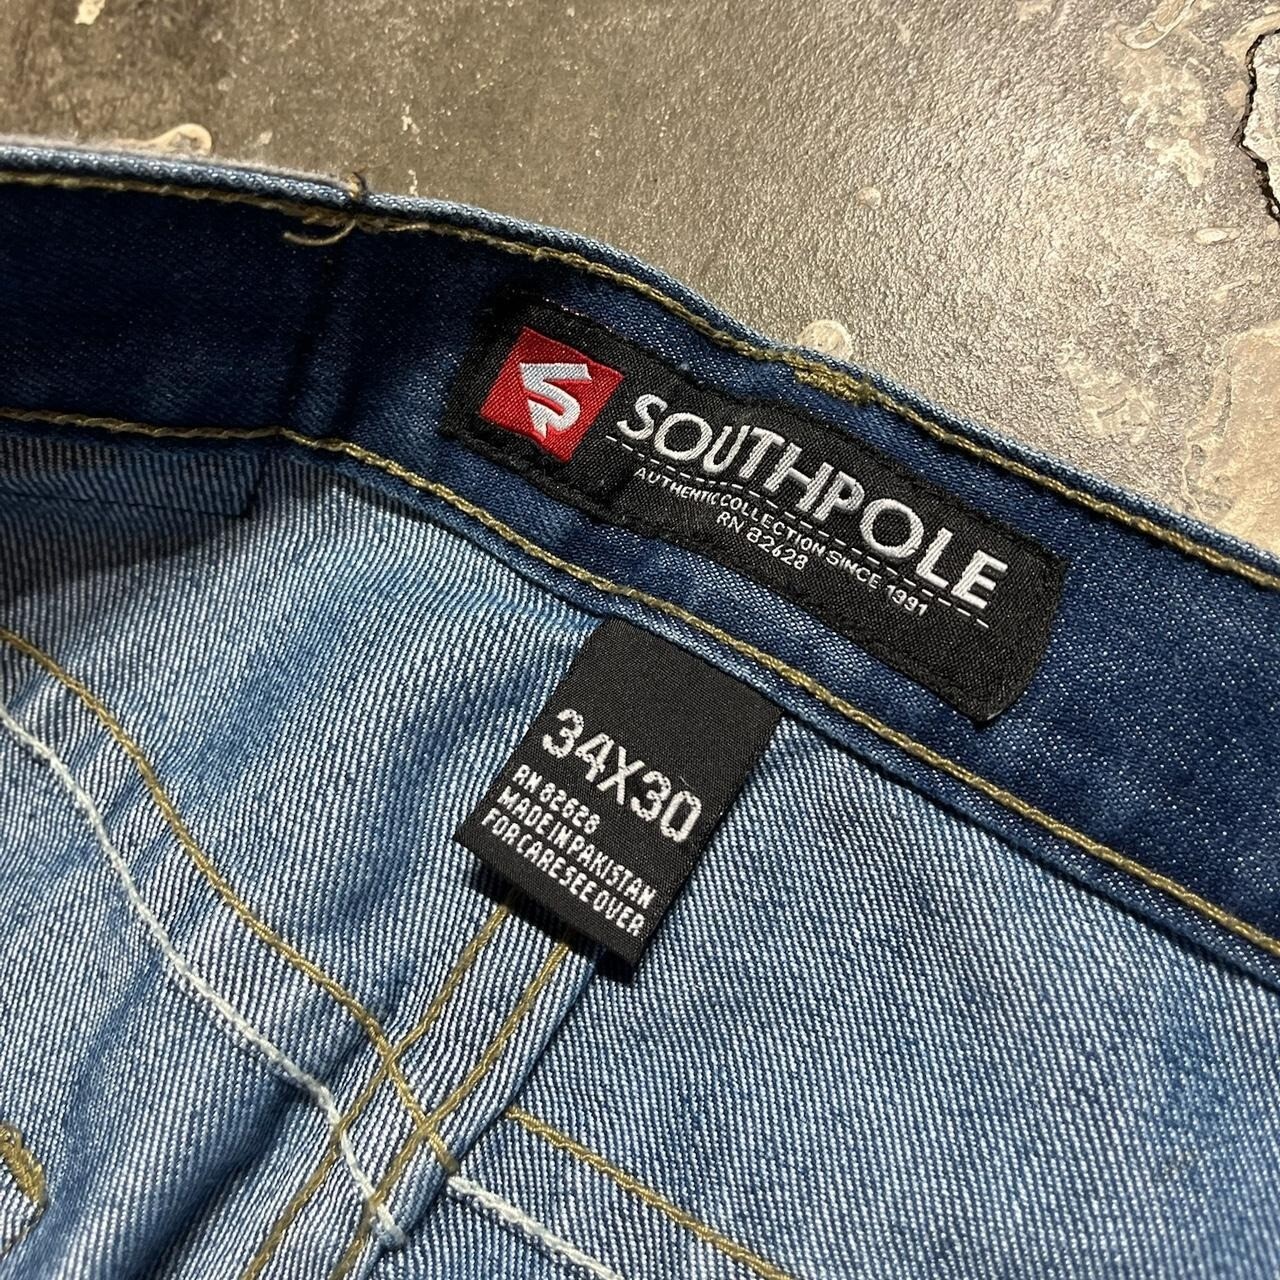 SOUTHPOLE
AUTHENTIC COLLECTION SINCE 1991
RN 82628
34X30
RN 82628
MADE IN PAKISTAN
FOR CARE SEE OVER